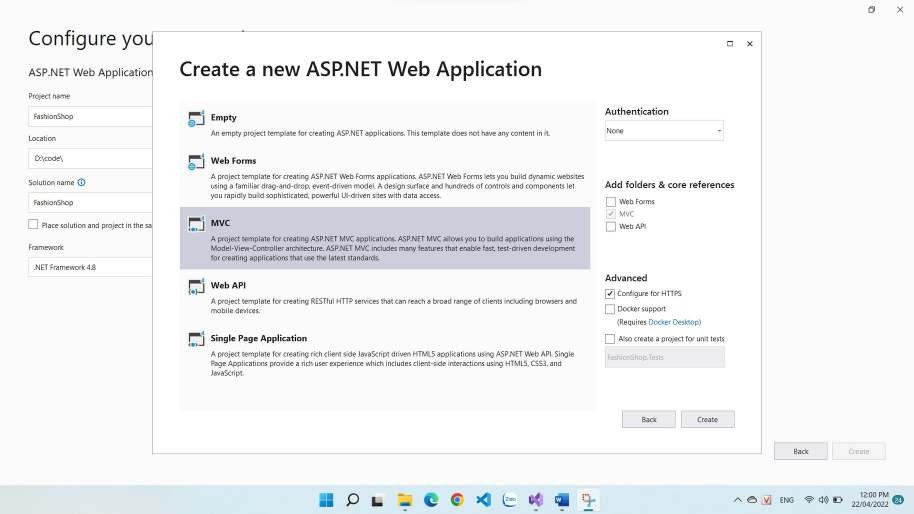 Configure you
ASP.NET Web Application
Project name
FashionShop
Location
D:\code\
Solution name
FashionShop
Place solution and project in the sa
Framework
.NET Framework 4.8
Create a new ASP.NET Web Application
Empty
An empty project template for creating ASP.NET applications. This template does not have any content in it.
Web Forms
A project template for creating ASP.NET Web Forms applications. ASP.NET Web Forms lets you build dynamic websites
using a familiar drag-and-drop, event-driven model. A design surface and hundreds of controls and components let
you rapidly build sophisticated, powerful UI-driven sites with data access.
MVC
A project template for creating ASP.NET MVC applications. ASP.NET MVC allows you to build applications using the
Model-View-Controller architecture. ASP.NET MVC includes many features that enable fast, test-driven development
for creating applications that use the latest standards.
Web API
A project template for creating RESTful HTTP services that can reach a broad range of clients including browsers and
mobile devices.
Single Page Application
A project template for creating rich client side JavaScript driven HTML5 applications using ASP.NET Web API. Single
Page Applications provide a rich user experience which includes client-side interactions using HTML5, CSS3, and
JavaScript.
Authentication
None
Add folders & core references
Web Forms
MVC
Web API
Advanced
Configure for HTTPS
Docker support
(Requires Docker Desktop)
Also create a project for unit tests
FashionShop.Tests
Back
Create
Back
Create
Zalo
ENG
12:00 PM
22/04/2022
24